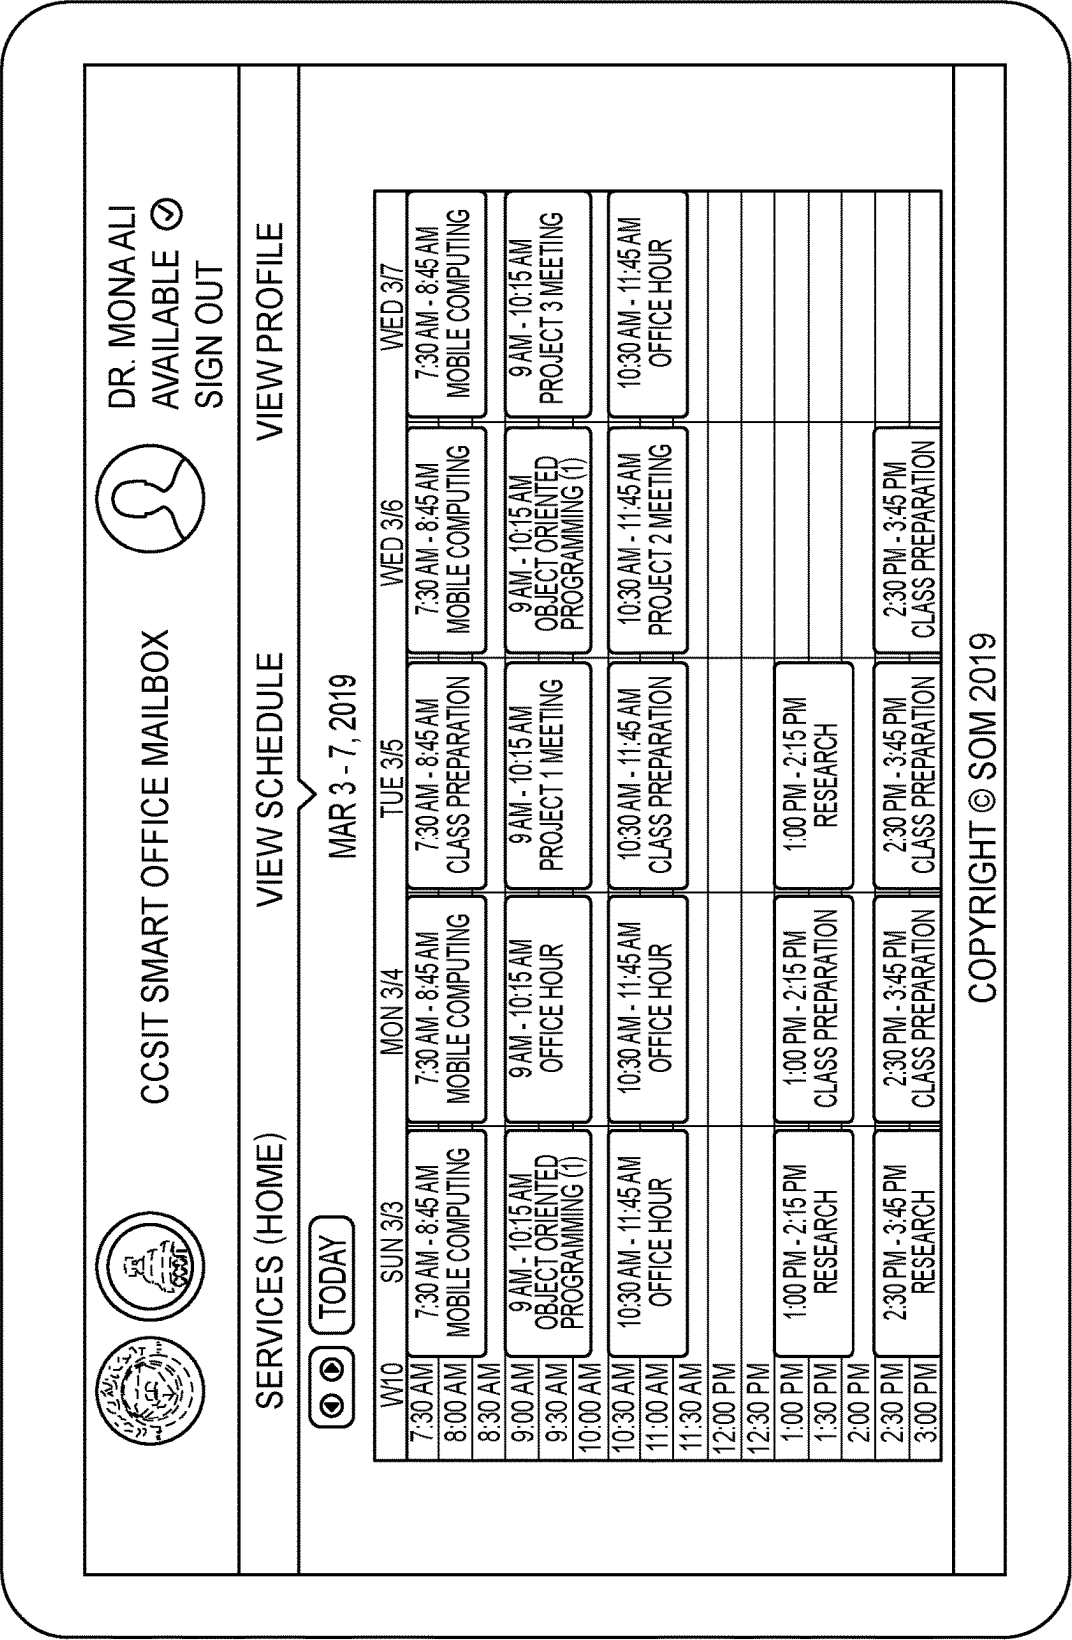 CCSIT SMART OFFICE MAILBOX
DR. MONA ALI
AVAILABLE
SIGN OUT
SERVICES (HOME)
VIEW SCHEDULE
VIEW PROFILE
TODAY
MAR 3 - 7, 2019
W10
SUN 3/3
MON 3/4
TUE 3/5
WED 3/6
WED 3/7
7:30 AM
8:00 AM
8:30 AM
9:00 AM
9:30 AM
10:00 AM
10:30 AM
11:00 AM
11:30 AM
12:00 PM
12:30 PM
1:00 PM
1:30 PM
2:00 PM
2:30 PM
3:00 PM
7:30 AM - 8:45 AM
MOBILE COMPUTING
9 AM - 10:15 AM
OBJECT ORIENTED
PROGRAMMING (1)
10:30 AM - 11:45 AM
OFFICE HOUR
1:00 PM - 2:15 PM
RESEARCH
2:30 PM - 3:45 PM
RESEARCH
7:30 AM - 8:45 AM
MOBILE COMPUTING
9 AM - 10:15 AM
OFFICE HOUR
10:30 AM - 11:45 AM
OFFICE HOUR
1:00 PM - 2:15 PM
CLASS PREPARATION
2:30 PM - 3:45 PM
CLASS PREPARATION
7:30 AM - 8:45 AM
CLASS PREPARATION
9 AM - 10:15 AM
PROJECT 1 MEETING
10:30 AM - 11:45 AM
CLASS PREPARATION
1:00 PM - 2:15 PM
RESEARCH
2:30 PM - 3:45 PM
CLASS PREPARATION
7:30 AM - 8:45 AM
MOBILE COMPUTING
9 AM - 10:15 AM
OBJECT ORIENTED
PROGRAMMING (1)
10:30 AM - 11:45 AM
PROJECT 2 MEETING
2:30 PM - 3:45 PM
CLASS PREPARATION
7:30 AM - 8:45 AM
MOBILE COMPUTING
9 AM - 10:15 AM
PROJECT 3 MEETING
10:30 AM - 11:45 AM
OFFICE HOUR
COPYRIGHT © SOM 2019